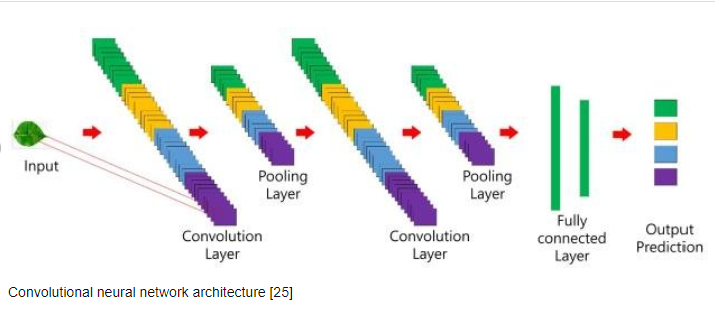 Input
Convolution
Layer
Pooling
Layer
Convolution
Layer
Pooling
Layer
Fully
connected
Layer
Output
Prediction
Convolutional neural network architecture [25]